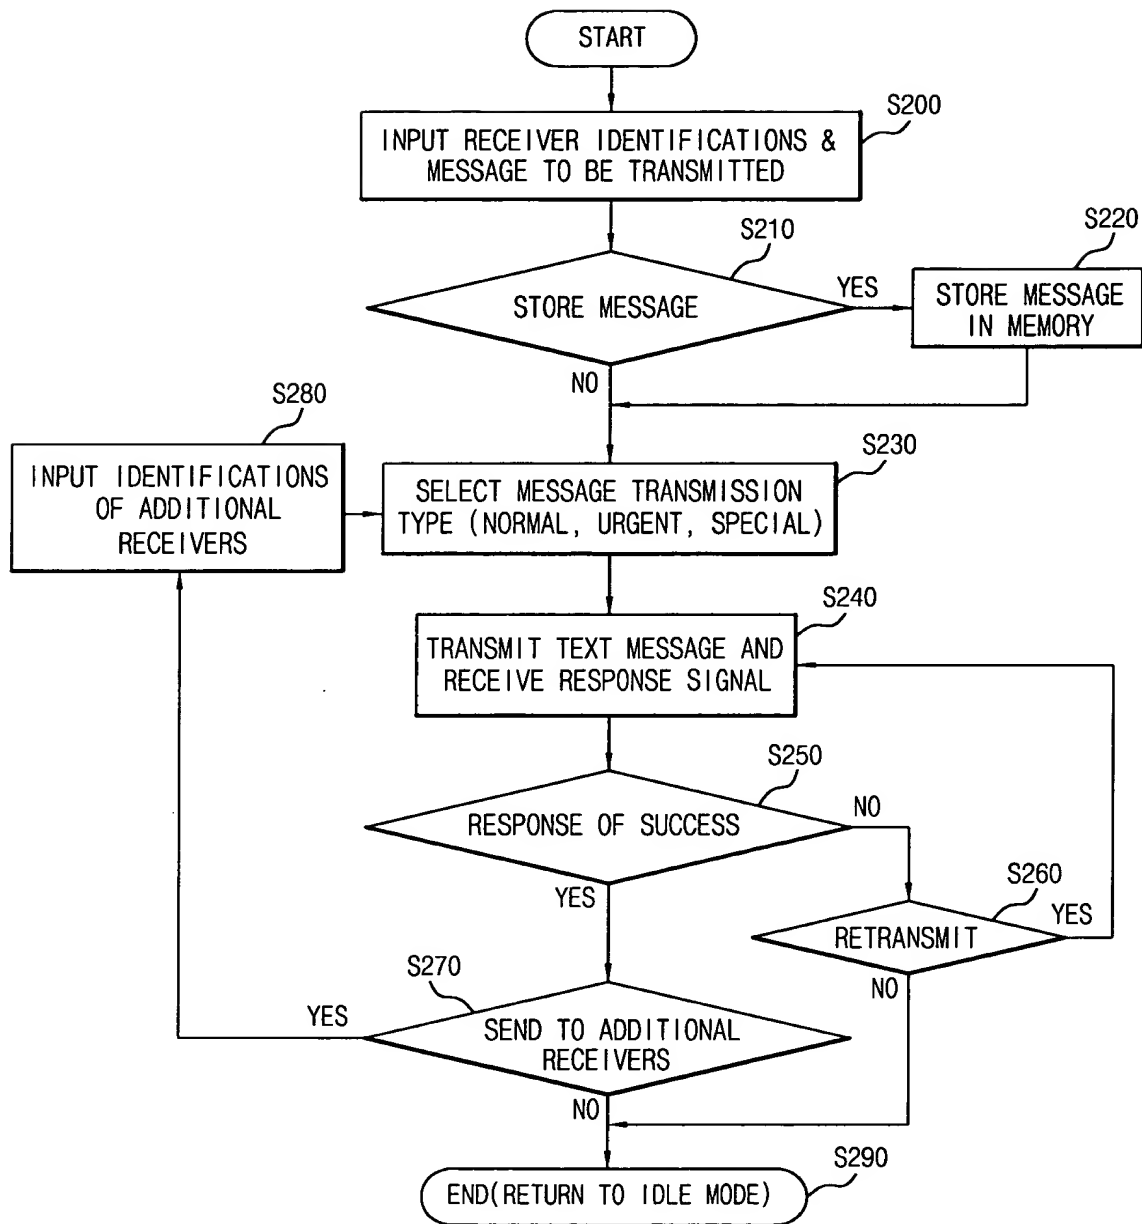 START
S200
INPUT RECEIVER IDENTIFICATIONS &
MESSAGE TO BE TRANSMITTED
S210
STORE MESSAGE
YES
S220
STORE MESSAGE
IN MEMORY
NO
S280
INPUT IDENTIFICATIONS
OF ADDITIONAL
RECEIVERS
S230
SELECT MESSAGE TRANSMISSION
TYPE (NORMAL, URGENT, SPECIAL)
S240
TRANSMIT TEXT MESSAGE AND
RECEIVE RESPONSE SIGNAL
S250
RESPONSE OF SUCCESS
NO
YES
S260
RETRANSMIT
YES
NO
S270
SEND TO ADDITIONAL
RECEIVERS
YES
NO
S290
END(RETURN TO IDLE MODE)